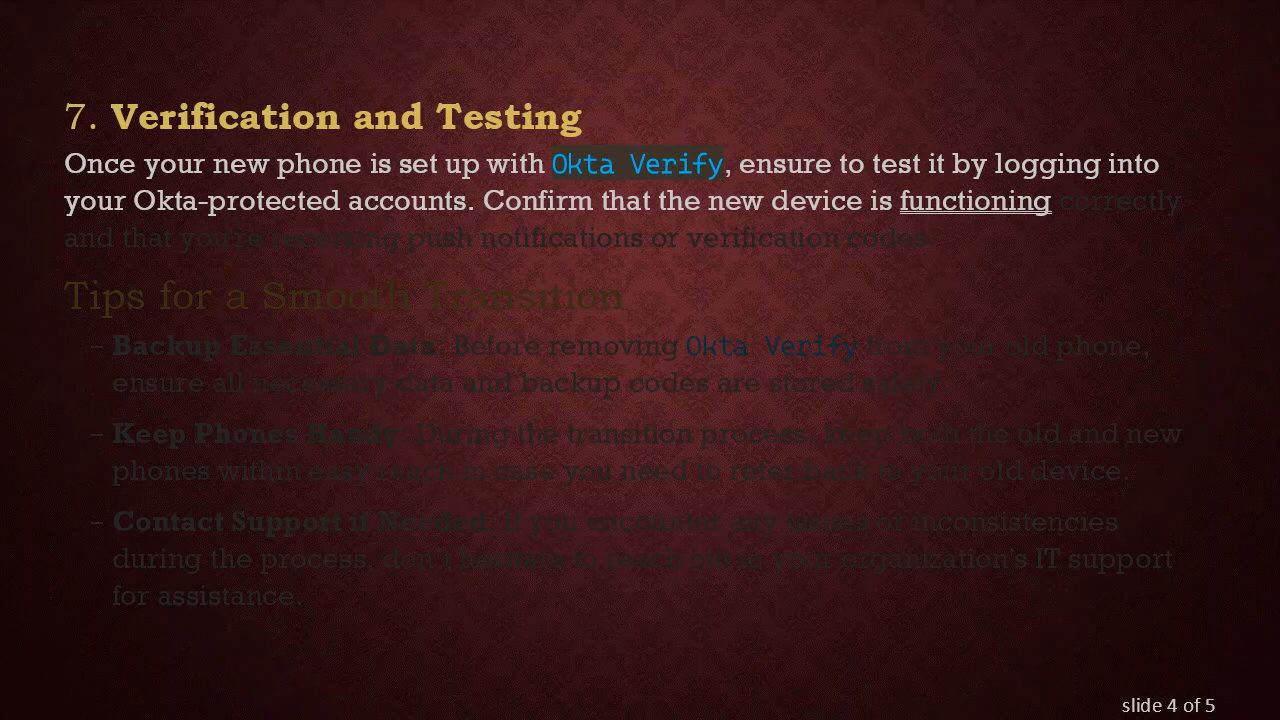 7. Verification and Testing
Once your new phone is set up with Okta Verify, ensure to test it by logging into
your Okta-protected accounts. Confirm that the new device is functioning correctly
and that you're receiving push notifications or verification codes.
Tips for a Smooth Transition
– Backup Essential Data: Before removing Okta Verify from your old phone,
ensure all necessary data and backup codes are stored safely.
– Keep Phones Handy: During the transition process, keep both the old and new
phones within easy reach in case you need to refer back to your old device.
– Contact Support if Needed: If you encounter any issues or inconsistencies
during the process, don't hesitate to reach out to your organization's IT support
for assistance.
slide 4 of 5